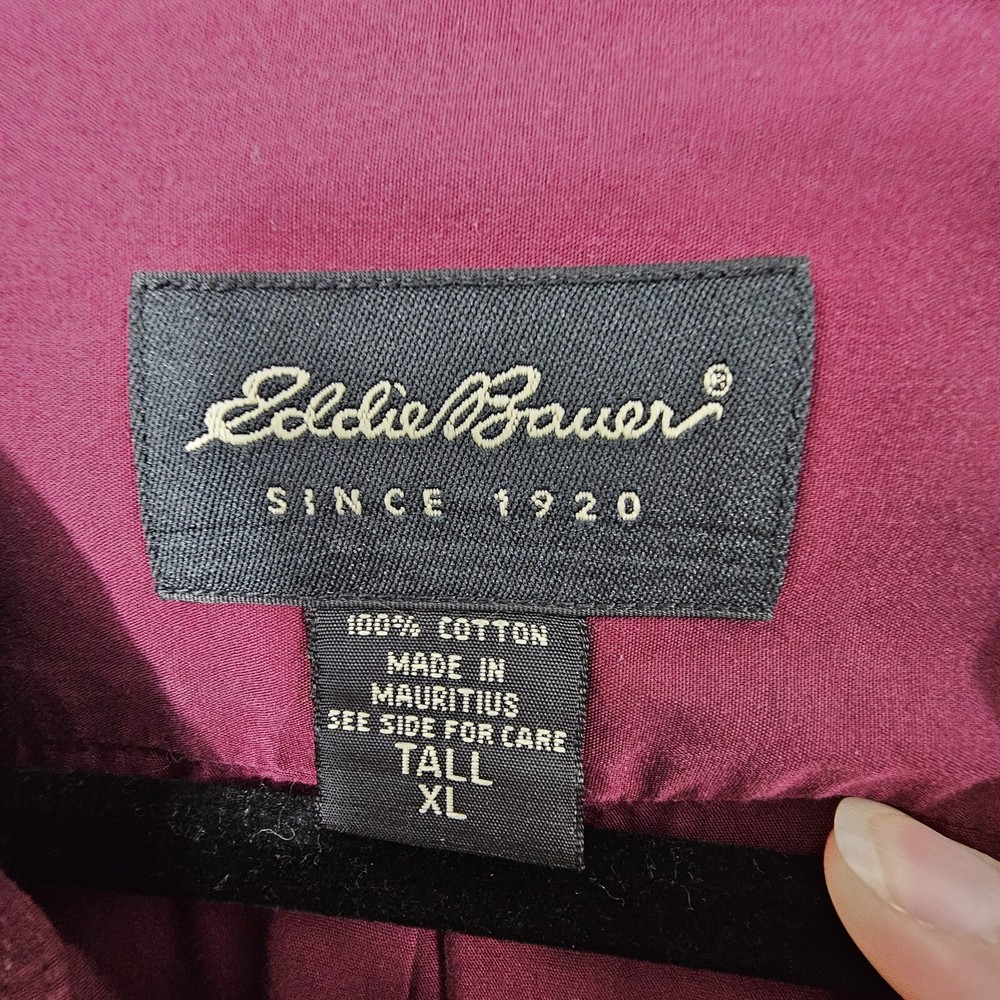 Eddie Bauer®
SINCE 1920
100% COTTON
MADE IN
MAURITIUS
SEE SIDE FOR CARE
TALL
XL